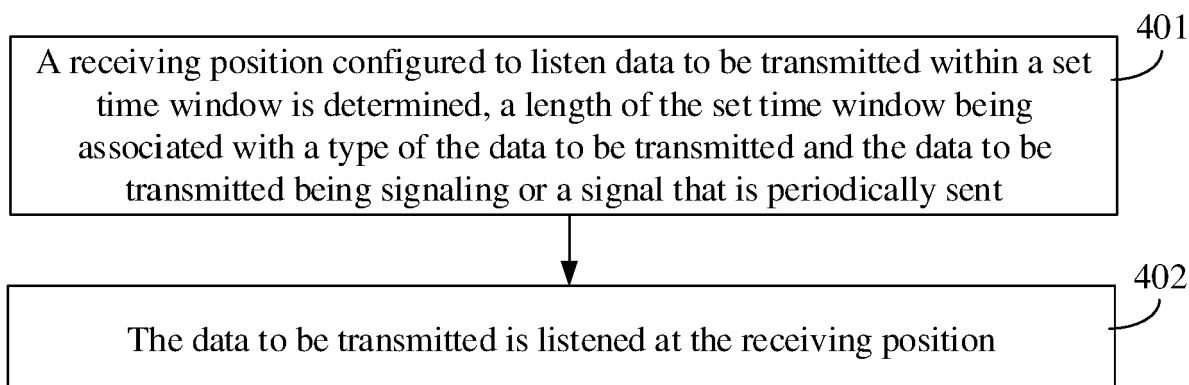 401
A receiving position configured to listen data to be transmitted within a set
time window is determined, a length of the set time window being
associated with a type of the data to be transmitted and the data to be
transmitted being signaling or a signal that is periodically sent
402
The data to be transmitted is listened at the receiving position